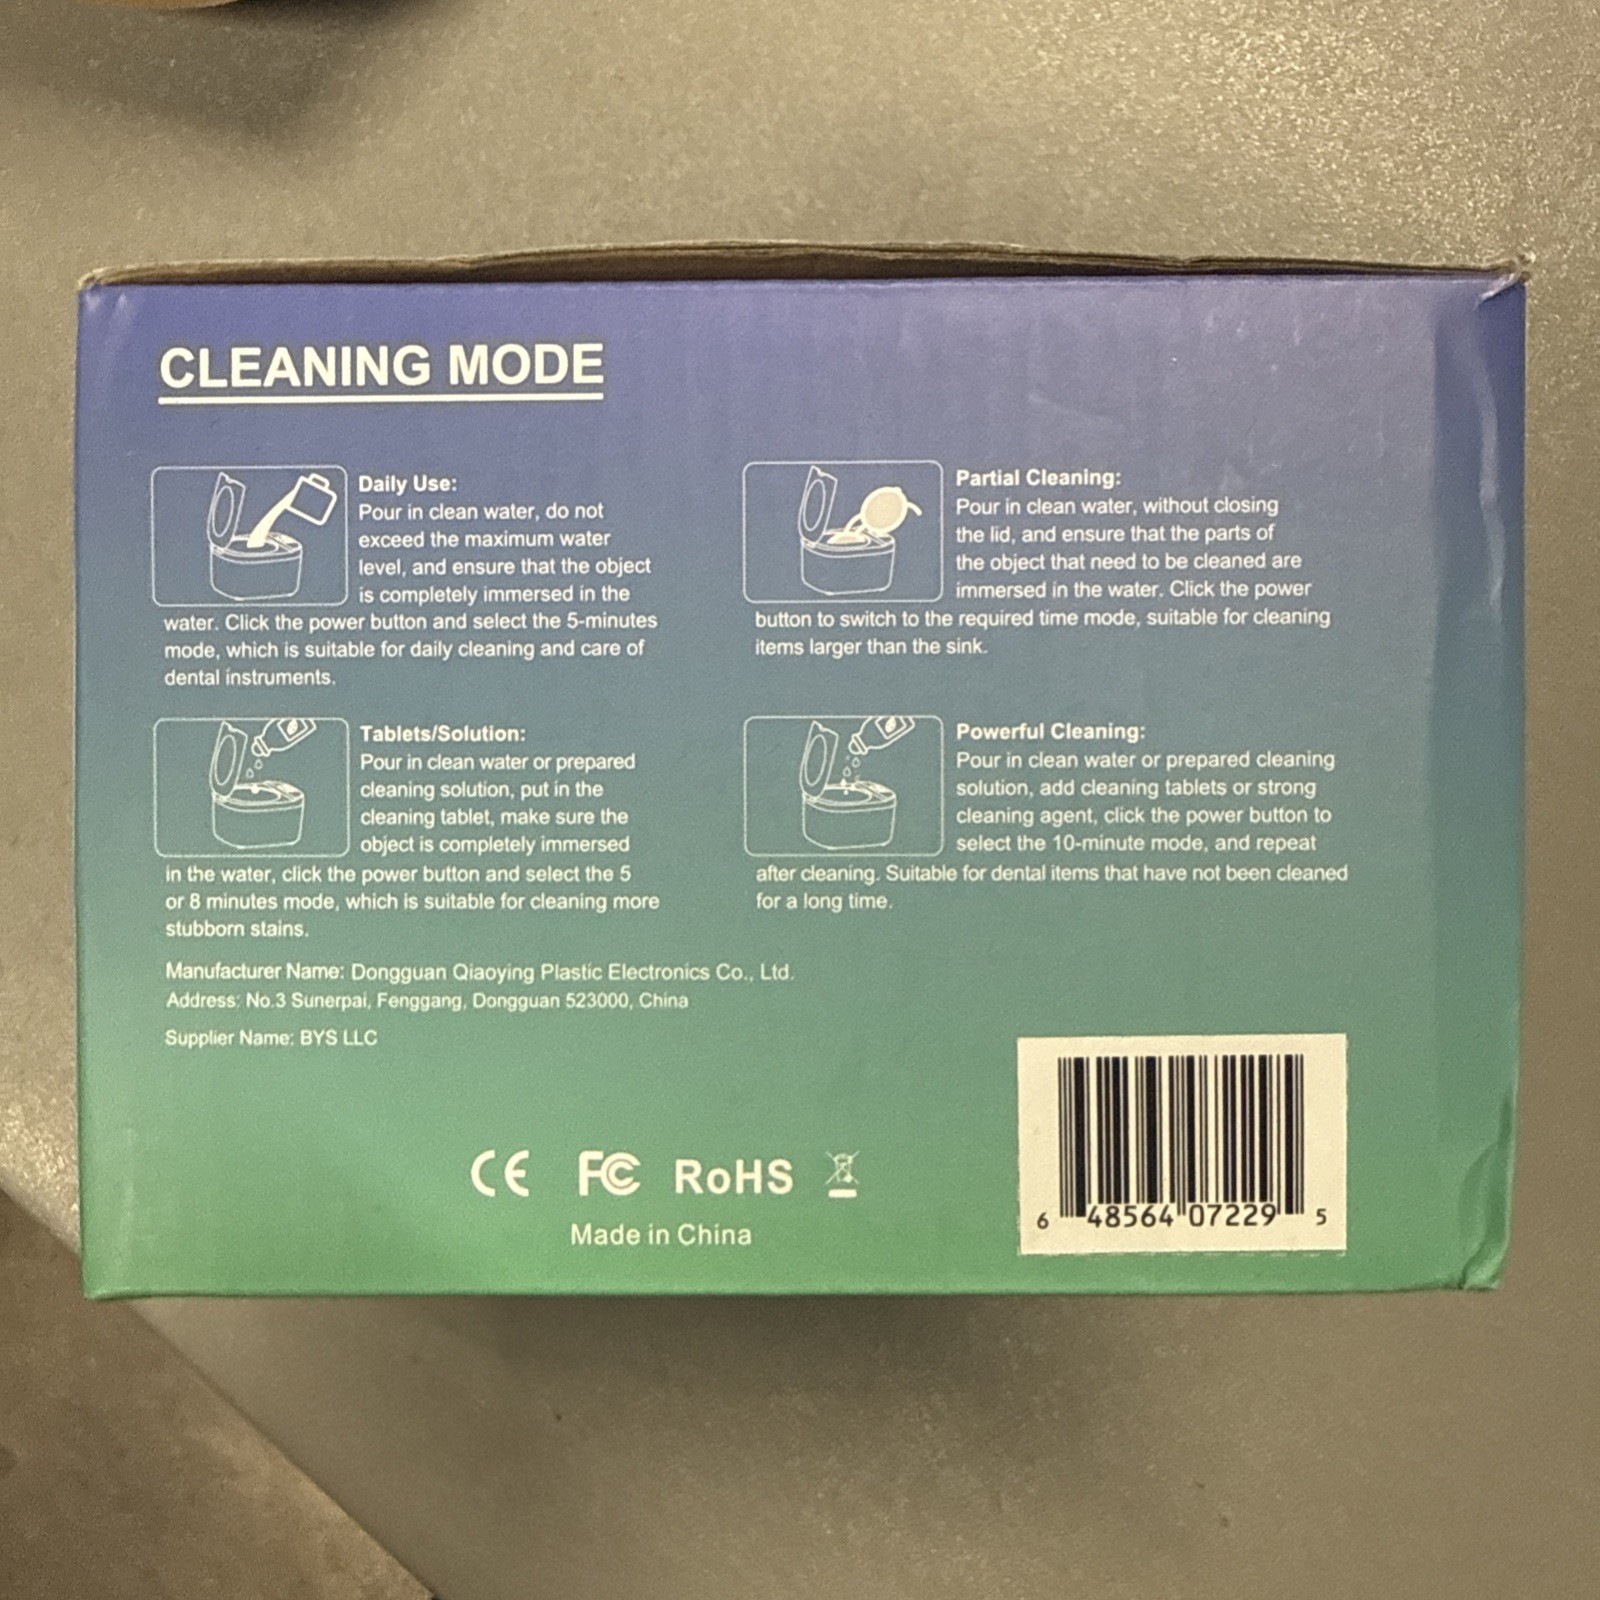 CLEANING MODE
Daily Use:
Pour in clean water, do not
exceed the maximum water
level, and ensure that the object
is completely immersed in the
water. Click the power button and select the 5-minutes
mode, which is suitable for daily cleaning and care of
dental instruments.
Partial Cleaning:
Pour in clean water, without closing
the lid, and ensure that the parts of
the object that need to be cleaned are
immersed in the water. Click the power
button to switch to the required time mode, suitable for cleaning
items larger than the sink.
Tablets/Solution:
Pour in clean water or prepared
cleaning solution, put in the
cleaning tablet, make sure the
object is completely immersed
in the water, click the power button and select the 5
or 8 minutes mode, which is suitable for cleaning more
stubborn stains.
Powerful Cleaning:
Pour in clean water or prepared cleaning
solution, add cleaning tablets or strong
cleaning agent, click the power button to
select the 10-minute mode, and repeat
after cleaning. Suitable for dental items that have not been cleaned
for a long time.
Manufacturer Name: Dongguan Qiaoying Plastic Electronics Co., Ltd.
Address: No.3 Sunerpai, Fenggang, Dongguan 523000, China
Supplier Name: BYS LLC
CE FC RoHS
Made in China
6 48564 07229 5